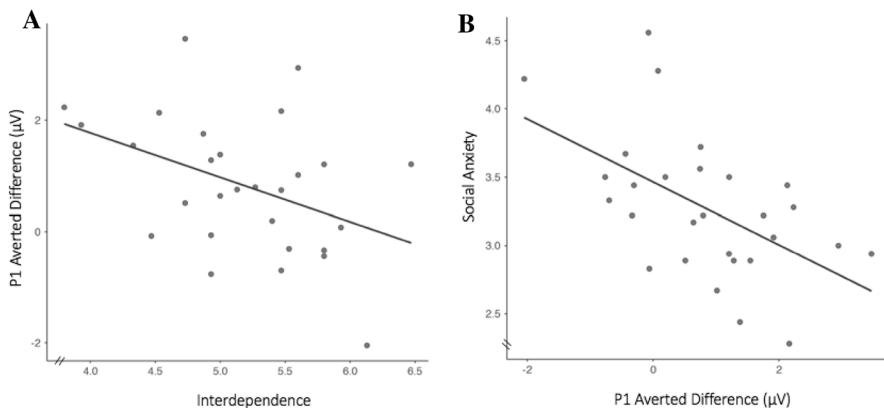 A
P1 Averted Difference (μV)
2
0
-2
4.0 4.5 5.0 5.5 6.0 6.5
Interdependence
B
Social Anxiety
4.5
4.0
3.5
3.0
2.5
-2 0 2
P1 Averted Difference (μV)